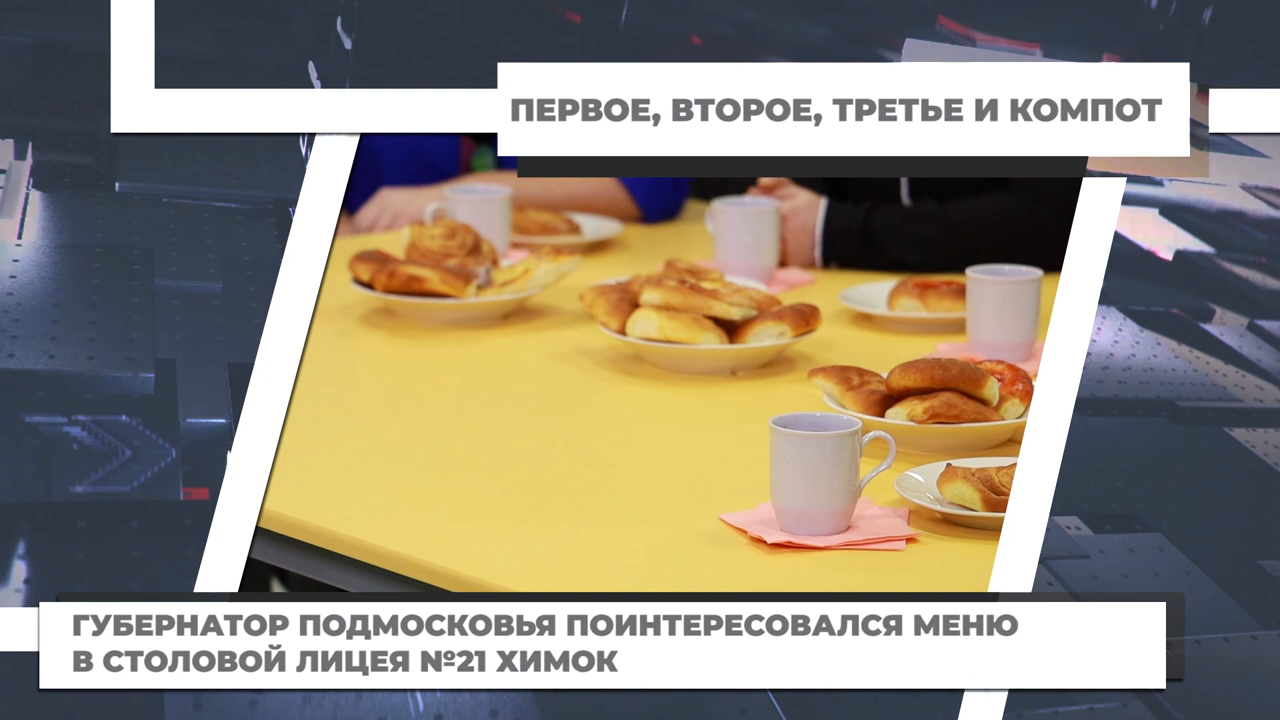 ПЕРВОЕ, ВТОРОЕ, ТРЕТЬЕ И КОМПОТ
ГУБЕРНАТОР ПОДМОСКОВЬЯ ПОИНТЕРЕСОВАЛСЯ МЕНЮ
В СТОЛОВОЙ ЛИЦЕЯ №21 ХИМОК